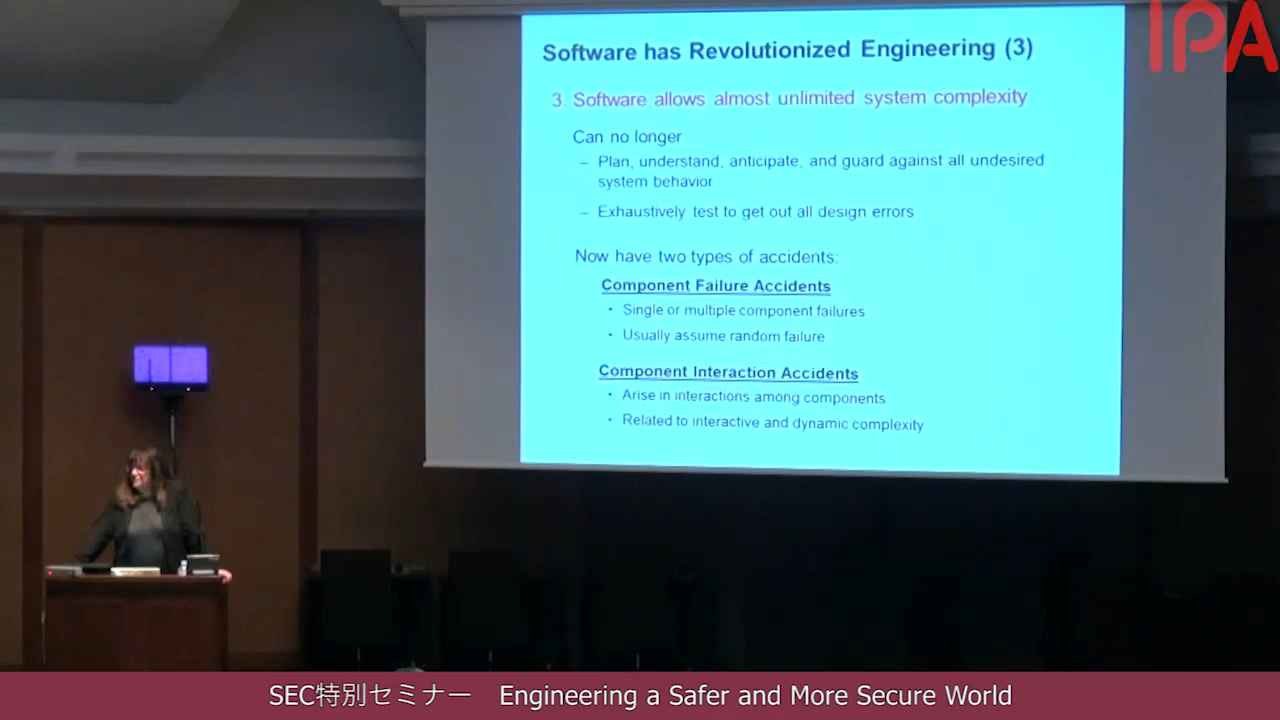 IPA
Software has Revolutionized Engineering (3)
3. Software allows almost unlimited system complexity
Can no longer
– Plan, understand, anticipate, and guard against all undesired
system behavior
– Exhaustively test to get out all design errors
Now have two types of accidents:
Component Failure Accidents
• Single or multiple component failures
• Usually assume random failure
Component Interaction Accidents
• Arise in interactions among components
• Related to interactive and dynamic complexity
SEC特別セミナー Engineering a Safer and More Secure World